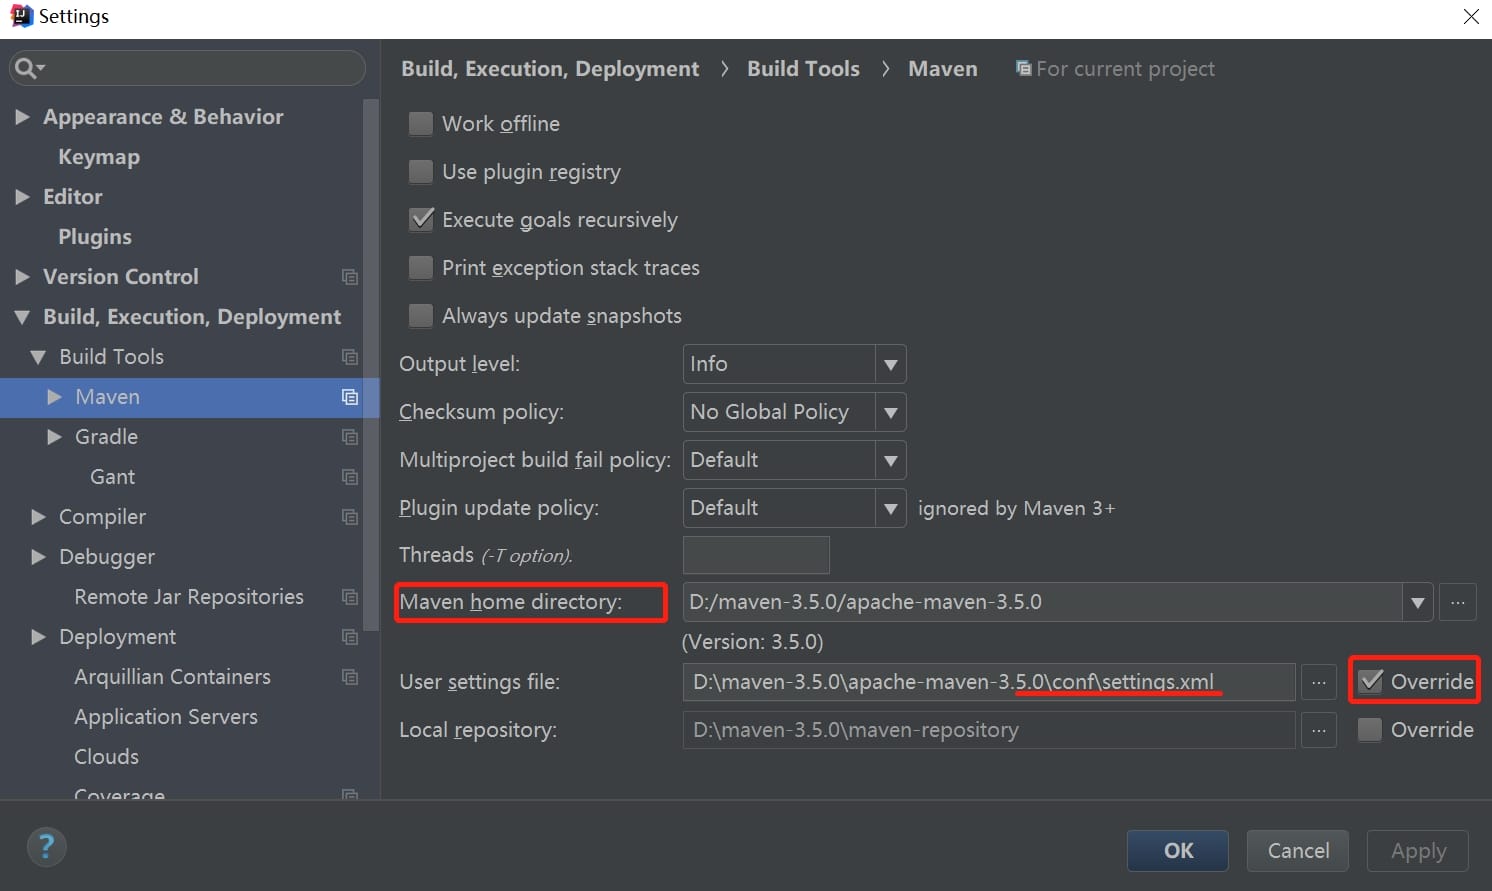 Settings
Build, Execution, Deployment › Build Tools › Maven For current project
Appearance & Behavior
Keymap
Editor
Plugins
Version Control
Build, Execution, Deployment
Build Tools
Maven
Gradle
Gant
Compiler
Debugger
Remote Jar Repositories
Deployment
Arquillian Containers
Application Servers
Clouds
Coverage
Work offline
Use plugin registry
Execute goals recursively
Print exception stack traces
Always update snapshots
Output level: Info
Checksum policy: No Global Policy
Multiproject build fail policy: Default
Plugin update policy: Default ignored by Maven 3+
Threads (-T option).
Maven home directory: D:/maven-3.5.0/apache-maven-3.5.0 ...
(Version: 3.5.0)
User settings file: D:\maven-3.5.0\apache-maven-3.5.0\conf\settings.xml ... Override
Local repository: D:\maven-3.5.0\maven-repository ... Override
? OK Cancel Apply